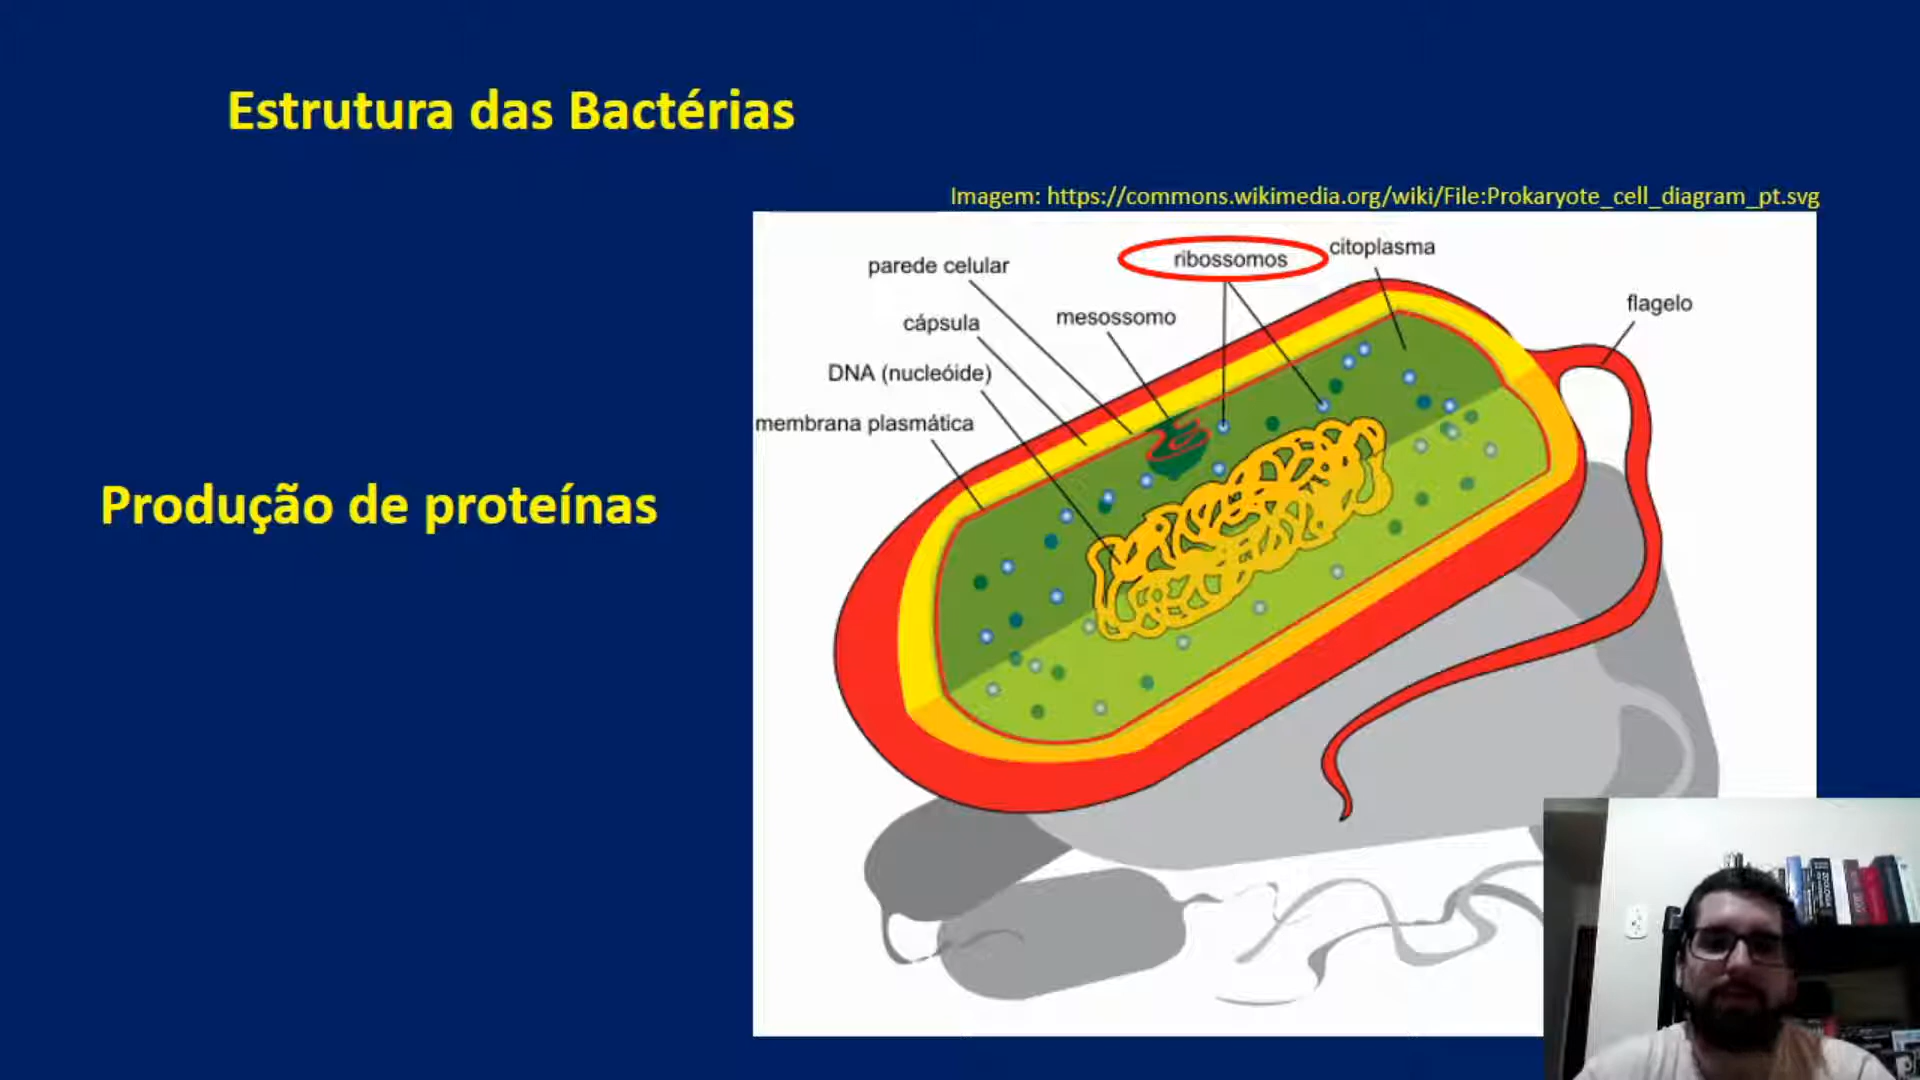 Estrutura das Bactérias
Imagem: https://commons.wikimedia.org/wiki/File:Prokaryote_cell_diagram_pt.svg
ribossomos
citoplasma
parede celular
flagelo
cápsula
mesossomo
DNA (nucleóide)
membrana plasmática
Produção de proteínas
ZOOLOGIA